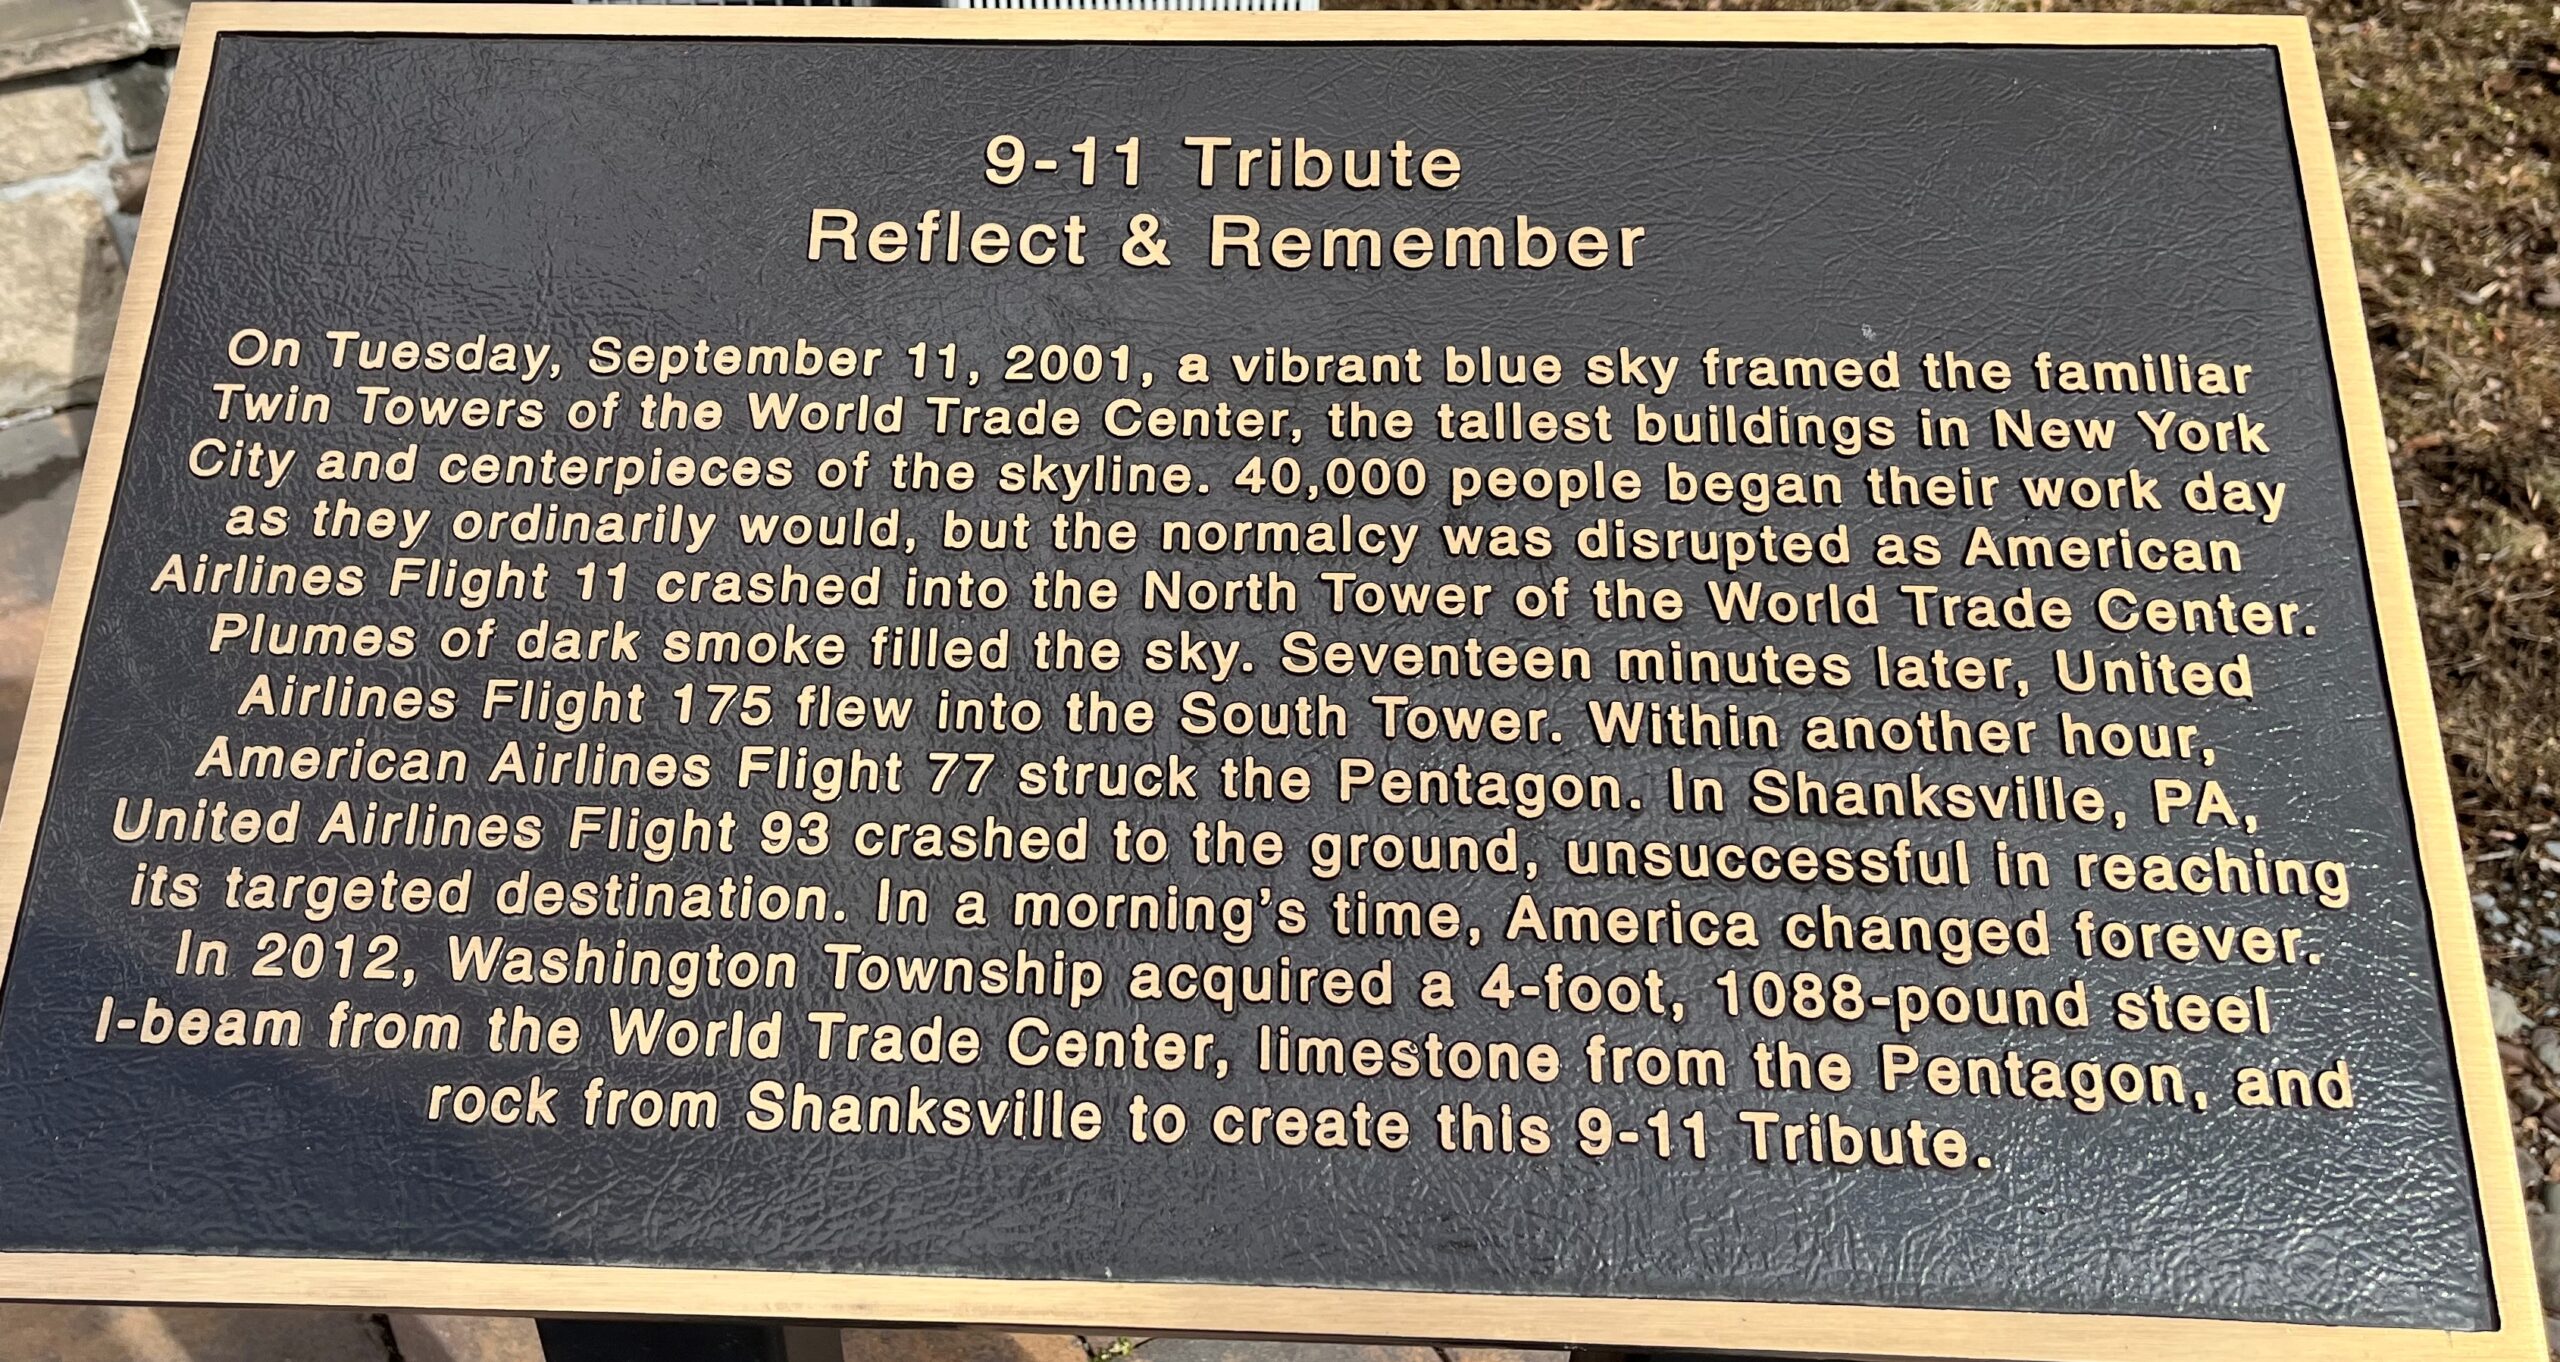 9-11 Tribute
Reflect & Remember
On Tuesday, September 11, 2001, a vibrant blue sky framed the familiar
Twin Towers of the World Trade Center, the tallest buildings in New York
City and centerpieces of the skyline. 40,000 people began their work day
as they ordinarily would, but the normalcy was disrupted as American
Airlines Flight 11 crashed into the North Tower of the World Trade Center.
Plumes of dark smoke filled the sky. Seventeen minutes later, United
Airlines Flight 175 flew into the South Tower. Within another hour,
American Airlines Flight 77 struck the Pentagon. In Shanksville, PA,
United Airlines Flight 93 crashed to the ground, unsuccessful in reaching
its targeted destination. In a morning’s time, America changed forever.
In 2012, Washington Township acquired a 4-foot, 1088-pound steel
I-beam from the World Trade Center, limestone from the Pentagon, and
rock from Shanksville to create this 9-11 Tribute.